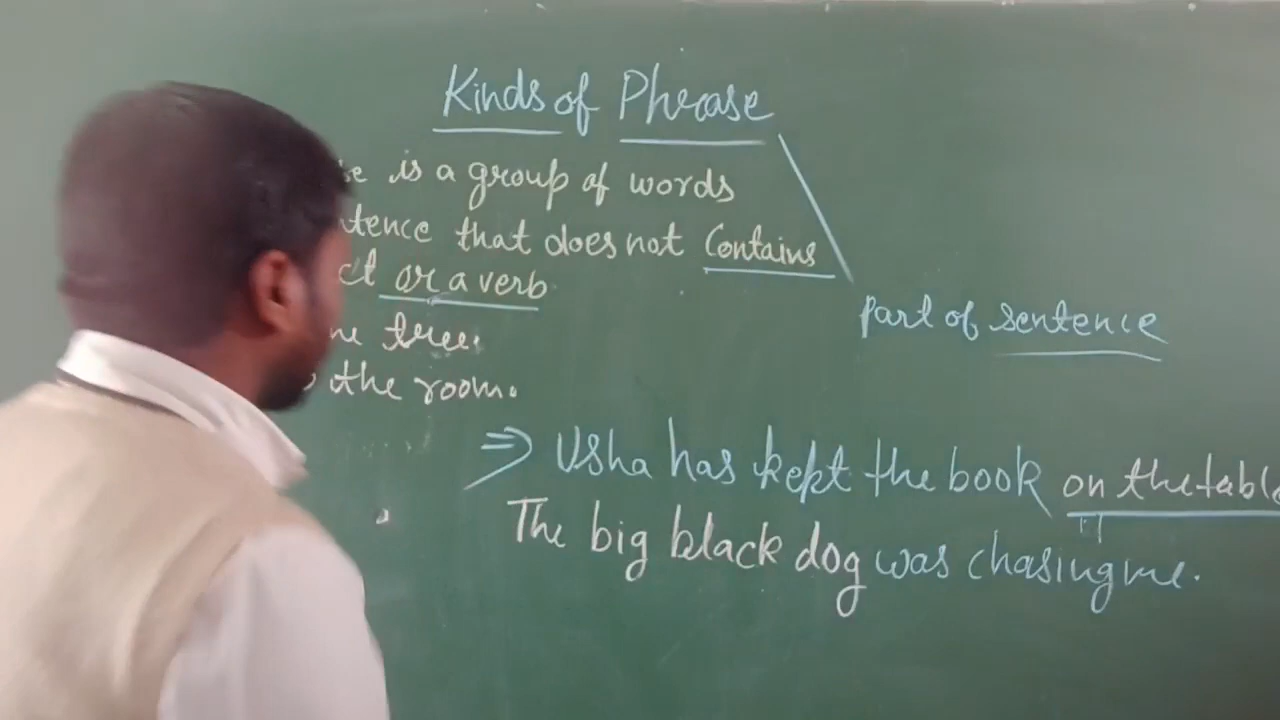 Kinds of Phrase
is a group of words
that does not Contains
or a verb
tree.
the room.
part of sentence
⇒ Usha has kept the book on the table
The big black dog was chasing me.